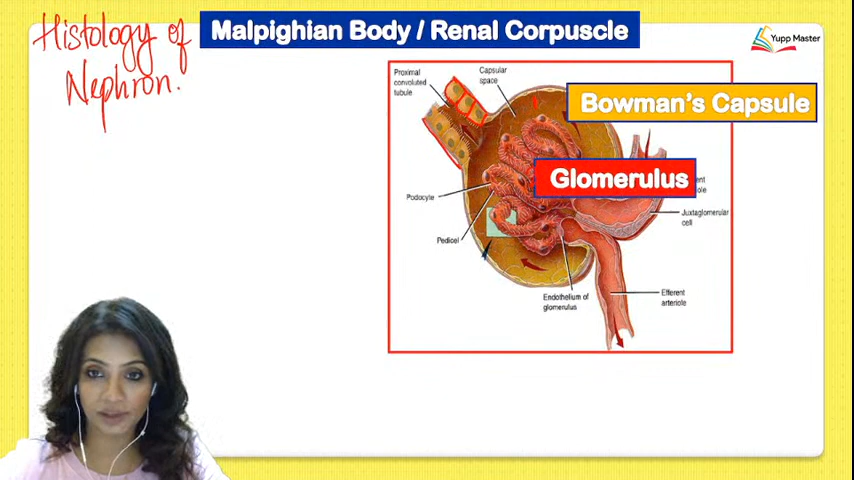 Histology of
Nephron.
Malpighian Body / Renal Corpuscle
Yupp Master
Proximal
convoluted
tubule
Capsular
space
Bowman's Capsule
Glomerulus
Podocyte
Juxtaglomerular
cell
Pedicel
Endothelium of
glomerulus
Efferent
arteriole